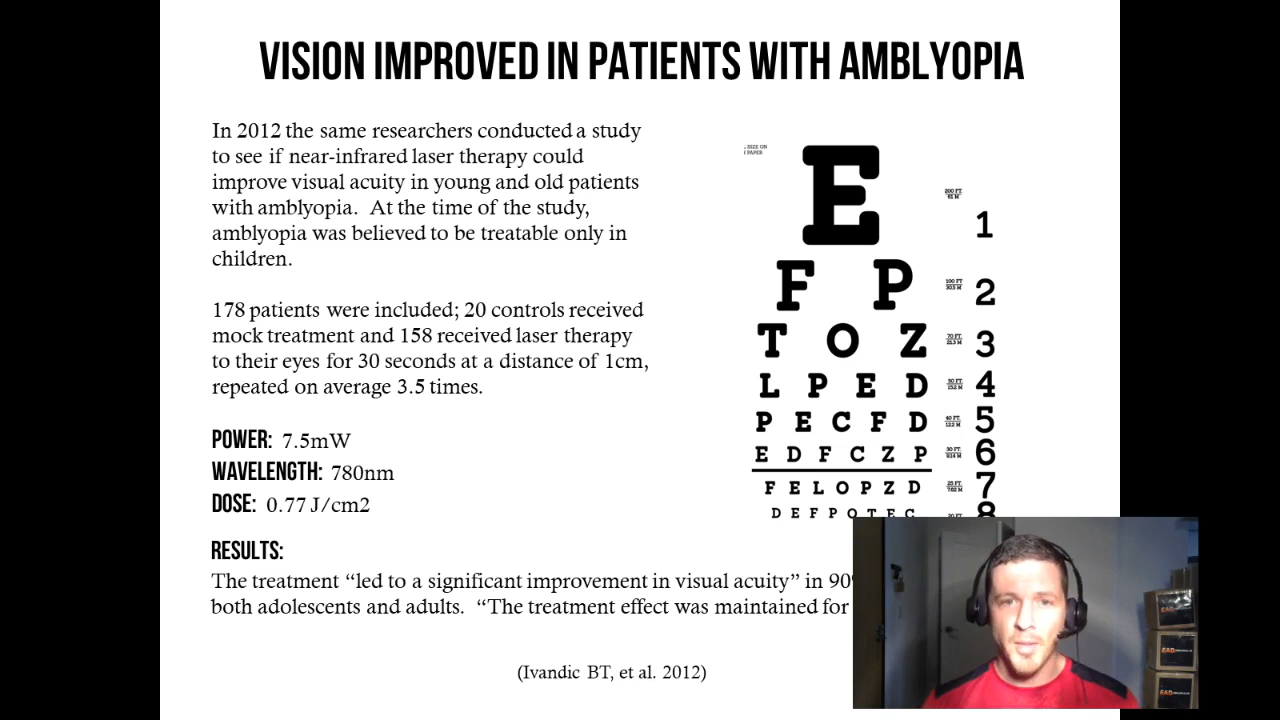 VISION IMPROVED IN PATIENTS WITH AMBLYOPIA
In 2012 the same researchers conducted a study
to see if near-infrared laser therapy could
improve visual acuity in young and old patients
with amblyopia. At the time of the study,
amblyopia was believed to be treatable only in
children.
178 patients were included; 20 controls received
mock treatment and 158 received laser therapy
to their eyes for 30 seconds at a distance of 1cm,
repeated on average 3.5 times.
POWER: 7.5mW
WAVELENGTH: 780nm
DOSE: 0.77 J/cm2
RESULTS:
The treatment “led to a significant improvement in visual acuity” in 90
both adolescents and adults. “The treatment effect was maintained for
(Ivandic BT, et al. 2012)
E 1
F P 2
T O Z 3
L P E D 4
P E C F D 5
E D F C Z P 6
F E L O P Z D 7
D E F P O T E C 8
EAD
EAD
EAD